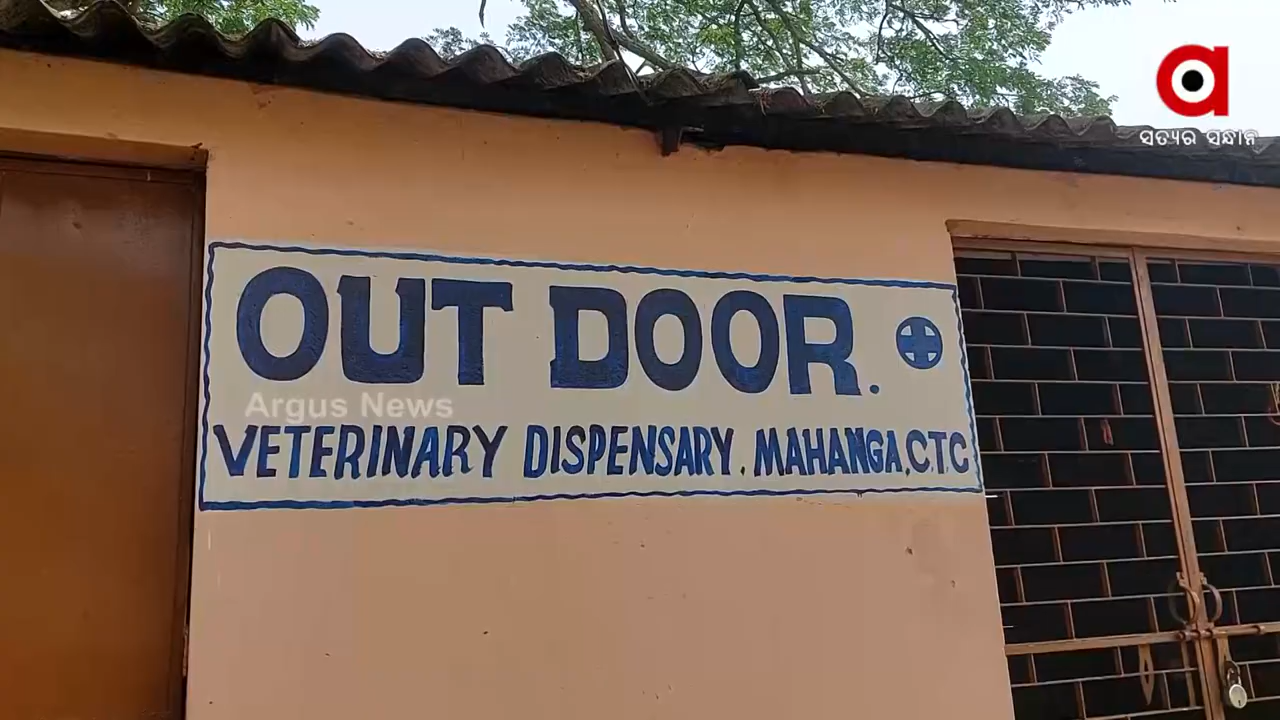 ସତ୍ୟର ସନ୍ଧାନ
OUT DOOR.
Argus News
VETERINARY DISPENSARY. MAHANGA,CTC